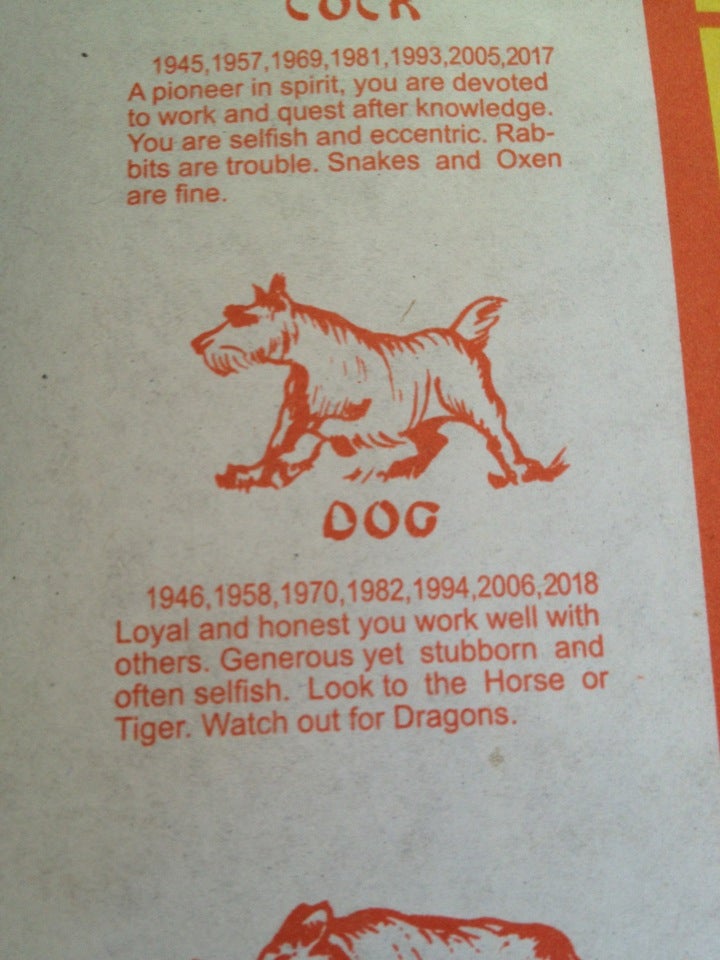 COCK
1945,1957,1969,1981,1993,2005,2017
A pioneer in spirit, you are devoted
to work and quest after knowledge.
You are selfish and eccentric. Rab-
bits are trouble. Snakes and Oxen
are fine.
DOG
1946,1958,1970,1982,1994,2006,2018
Loyal and honest you work well with
others. Generous yet stubborn and
often selfish. Look to the Horse or
Tiger. Watch out for Dragons.